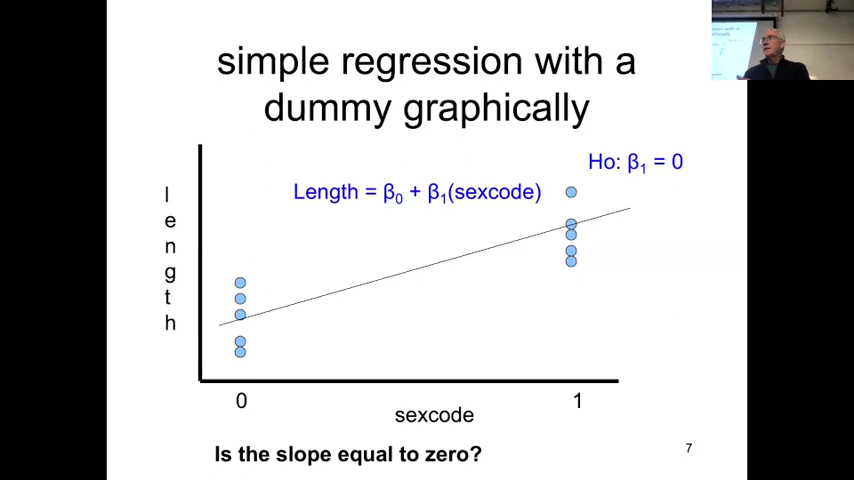 simple regression with a
dummy graphically
Ho: β₁ = 0
Length = β₀ + β₁(sexcode)
length
0
1
sexcode
Is the slope equal to zero?
7